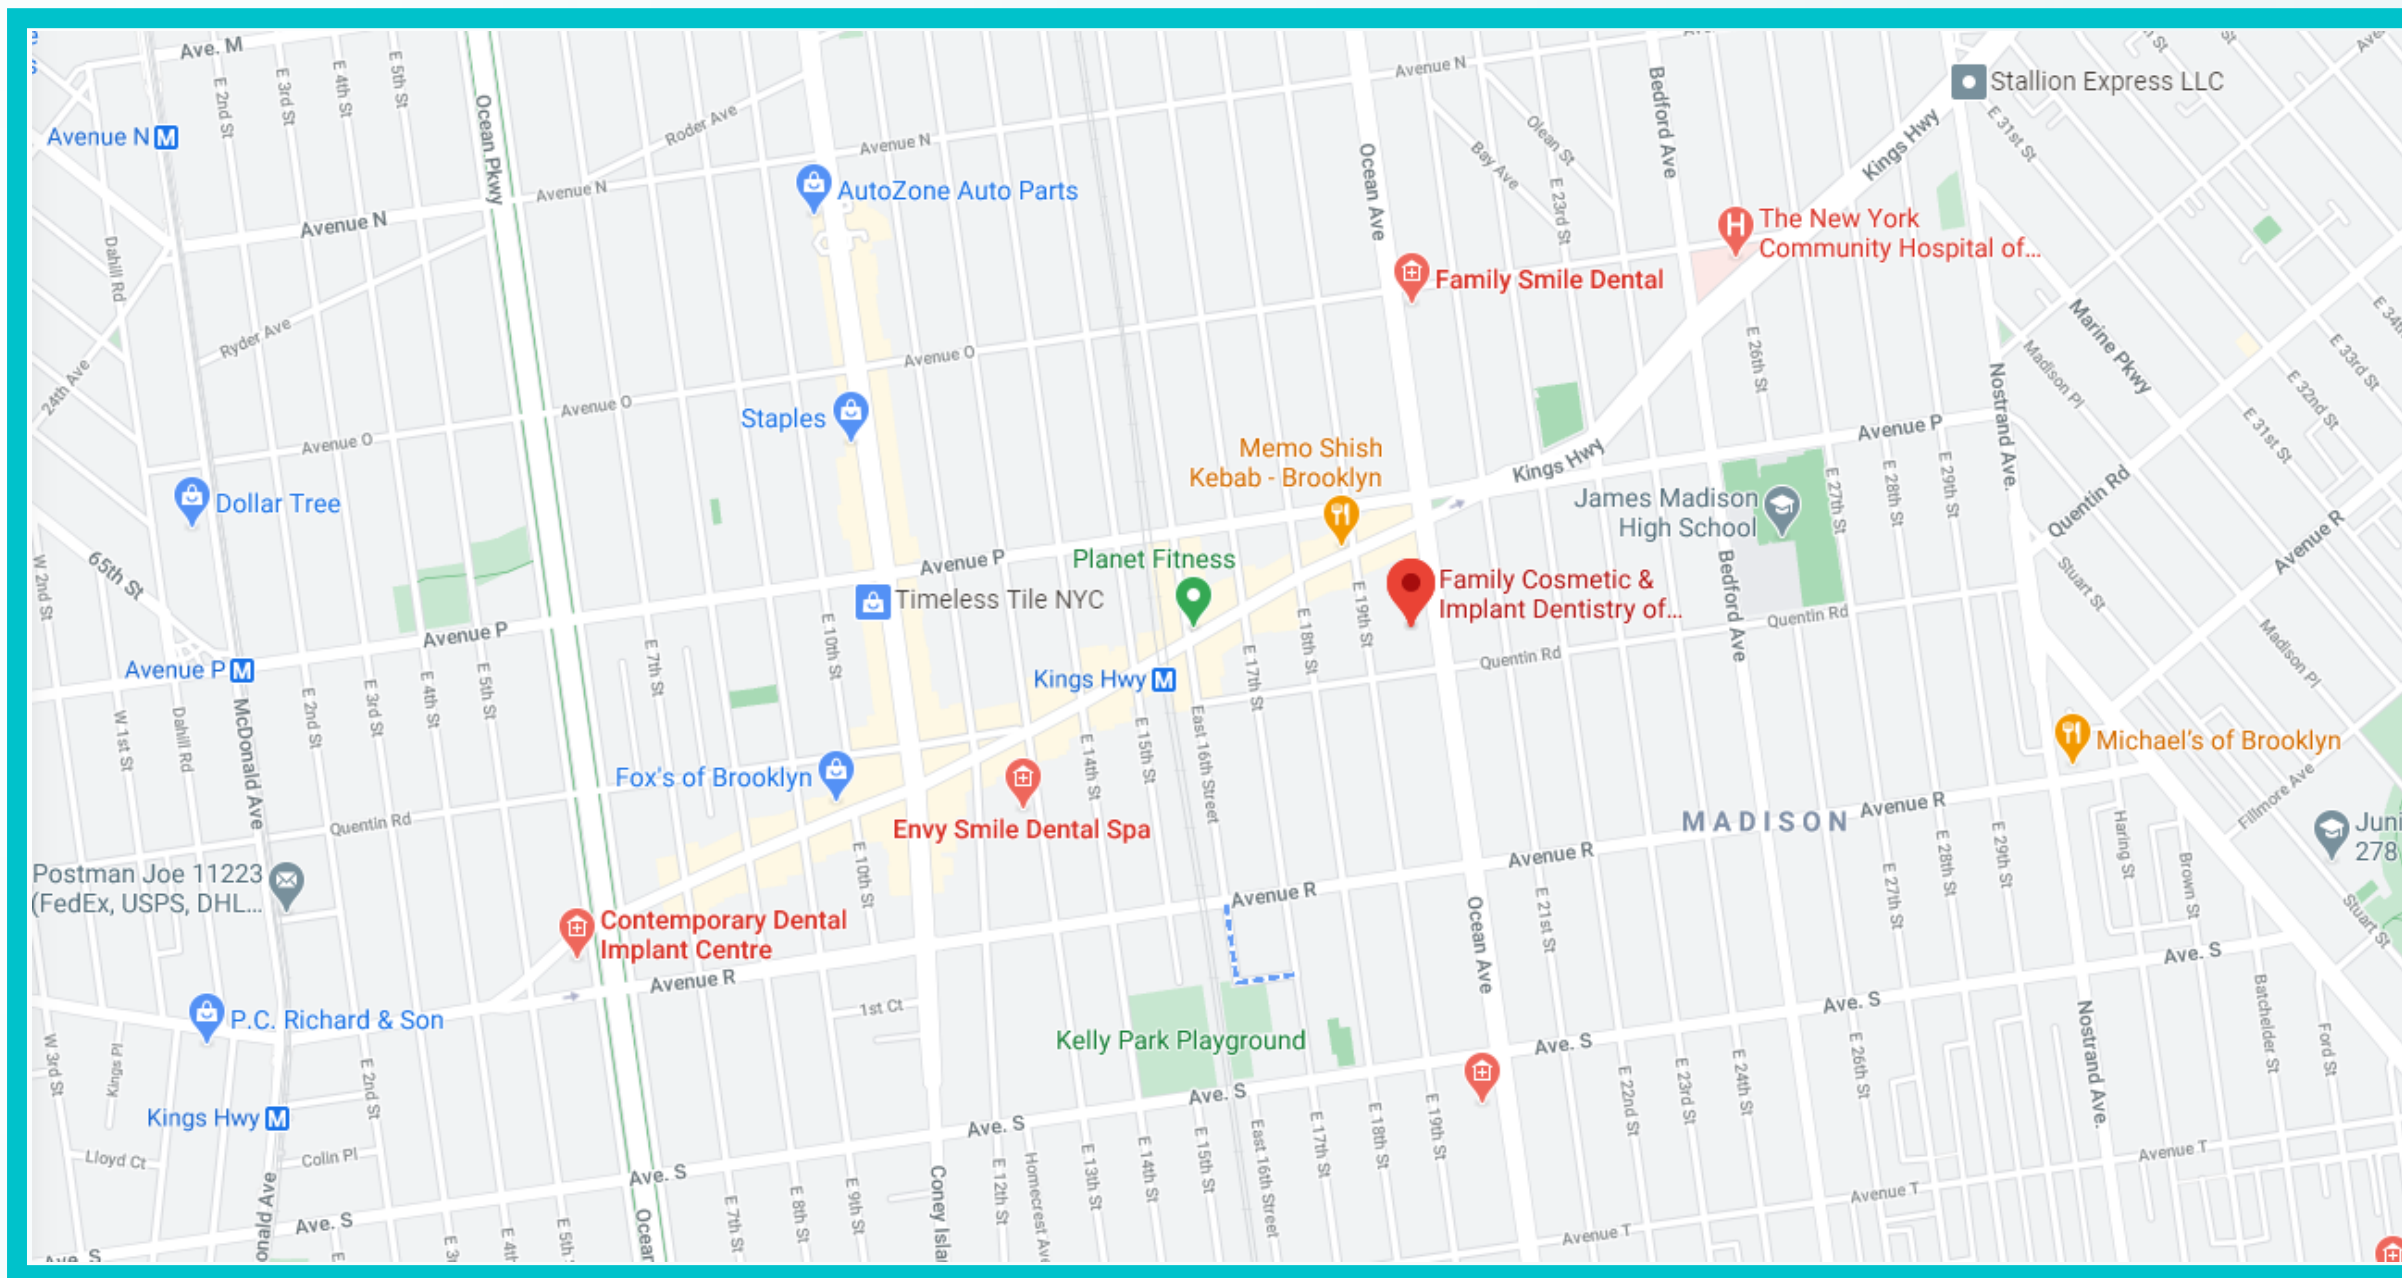 Ave. M
E 2nd St
E 3rd St
E 4th St
E 5th St
Ocean Pkwy
Roder Ave
Avenue N
Avenue N
Avenue N
Avenue N
Avenue N
Dahill Rd
Ryder Ave
24th Ave
AutoZone Auto Parts
Ocean Ave
Bay Ave
Olean St
E 23rd St
Bedford Ave
Kings Hwy
Stallion Express LLC
E 31st St
The New York
Community Hospital of...
Family Smile Dental
Marine Pkwy
Madison Pl
E 34th
E 33rd St
E 32nd St
E 31st St
E 26th St
Nostrand Ave.
Avenue O
Avenue O
Avenue O
Staples
Dollar Tree
Memo Shish
Kebab - Brooklyn
Kings Hwy
Avenue P
James Madison
High School
E 27th St
E 28th St
E 29th St
Quentin Rd
Avenue R
65th St
W 2nd St
Avenue P
Avenue P
Avenue P
Planet Fitness
Timeless Tile NYC
Family Cosmetic &
Implant Dentistry of...
E 19th St
E 18th St
E 17th St
E 10th St
E 7th St
Bedford Ave
Quentin Rd
Quentin Rd
Stuart St
Madison Pl
Kings Hwy
W 1st St
Dahill Rd
McDonald Ave
E 2nd St
E 3rd St
E 4th St
E 5th St
East 16th Street
E 15th St
E 14th St
Fox's of Brooklyn
Envy Smile Dental Spa
Michael's of Brooklyn
Fillmore Ave
MADISON
Avenue R
Quentin Rd
Postman Joe 11223
(FedEx, USPS, DHL...
E 10th St
Avenue R
Avenue R
Juni
278
Contemporary Dental
Implant Centre
Avenue R
Ocean Ave
E 21st St
E 27th St
E 28th St
E 29th St
Haring St
Brown St
Stuart St
Ave. S
Ave. S
1st Ct
P.C. Richard & Son
Kelly Park Playground
W 3rd St
Kings Pl
E 2nd St
Ave. S
Nostrand Ave.
Batchelder St
Ford St
E 26th St
E 24th St
E 23rd St
E 22nd St
Kings Hwy
Lloyd Ct
Colin Pl
Ave. S
Ave. S
Ave. S
Ave. S
E 19th St
E 18th St
E 17th St
East 16th Street
E 15th St
E 14th St
E 13th St
Homecrest Ave
E 12th St
E 9th St
E 8th St
E 7th St
E 5th
E 4th
Avenue T
Avenue T
Avenue T